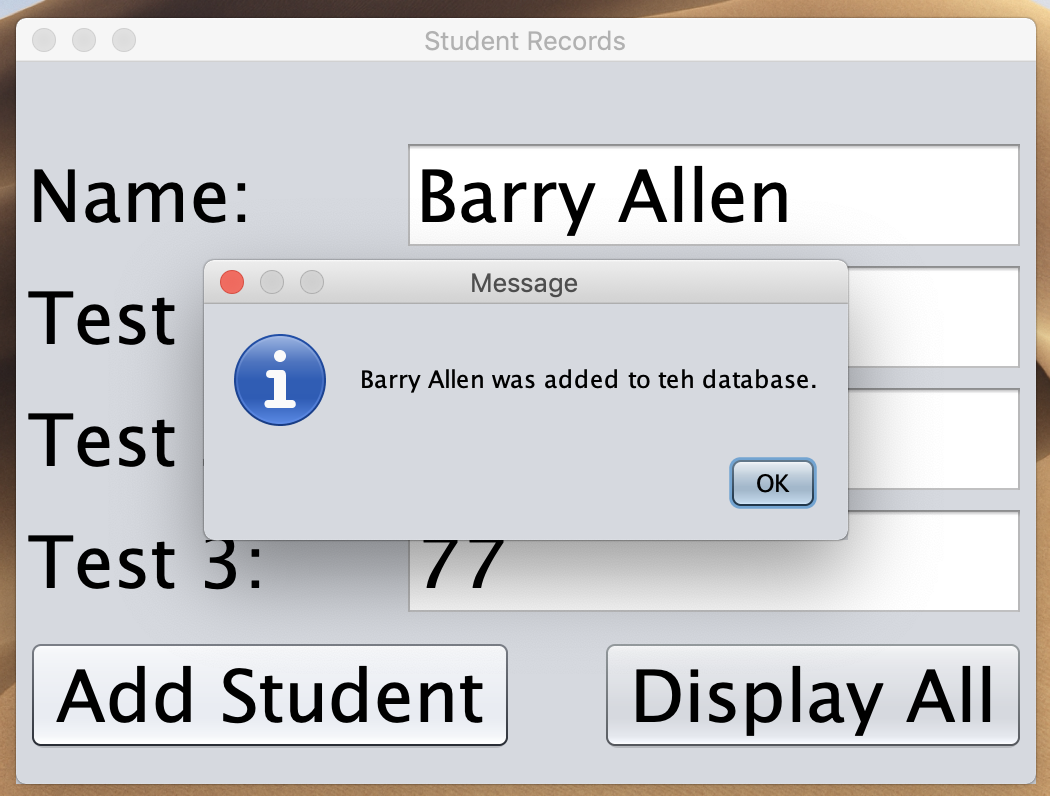 Student Records
Name: Barry Allen
Message
Test
Barry Allen was added to teh database.
Test
OK
Test 3: 77
Add Student Display All